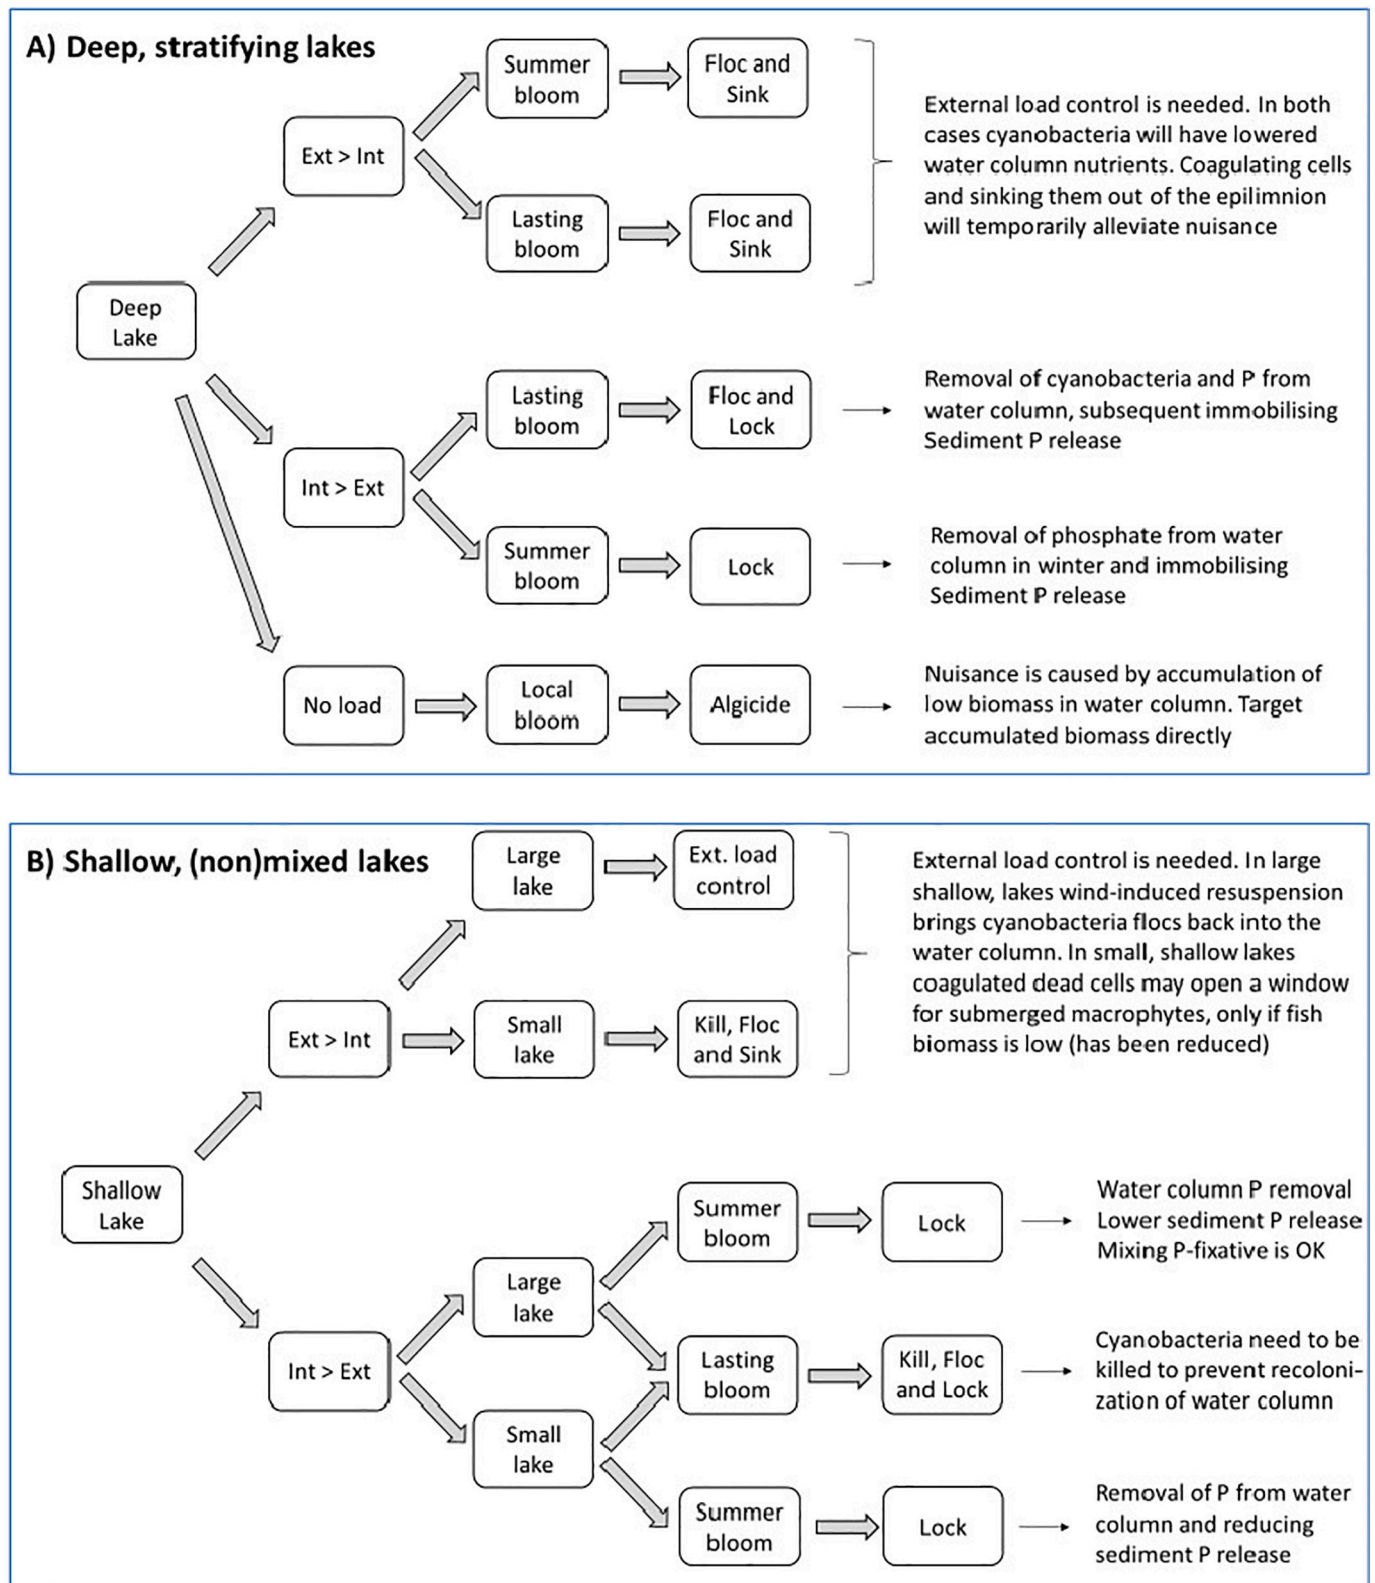 A) Deep, stratifying lakes
Summer
bloom
Floc and
Sink
Ext > Int
Lasting
bloom
Floc and
Sink
External load control is needed. In both
cases cyanobacteria will have lowered
water column nutrients. Coagulating cells
and sinking them out of the epilimnion
will temporarily alleviate nuisance
Deep
Lake
Lasting
bloom
Floc and
Lock
Removal of cyanobacteria and P from
water column, subsequent immobilising
Sediment P release
Int > Ext
Summer
bloom
Lock
Removal of phosphate from water
column in winter and immobilising
Sediment P release
No load
Local
bloom
Algicide
Nuisance is caused by accumulation of
low biomass in water column. Target
accumulated biomass directly
B) Shallow, (non)mixed lakes
Large
lake
Ext. load
control
Ext > Int
Small
lake
Kill, Floc
and Sink
External load control is needed. In large
shallow, lakes wind-induced resuspension
brings cyanobacteria flocs back into the
water column. In small, shallow lakes
coagulated dead cells may open a window
for submerged macrophytes, only if fish
biomass is low (has been reduced)
Shallow
Lake
Summer
bloom
Lock
Water column P removal
Lower sediment P release
Mixing P-fixative is OK
Large
lake
Int > Ext
Lasting
bloom
Kill, Floc
and Lock
Cyanobacteria need to be
killed to prevent recoloni-
zation of water column
Small
lake
Summer
bloom
Lock
Removal of P from water
column and reducing
sediment P release